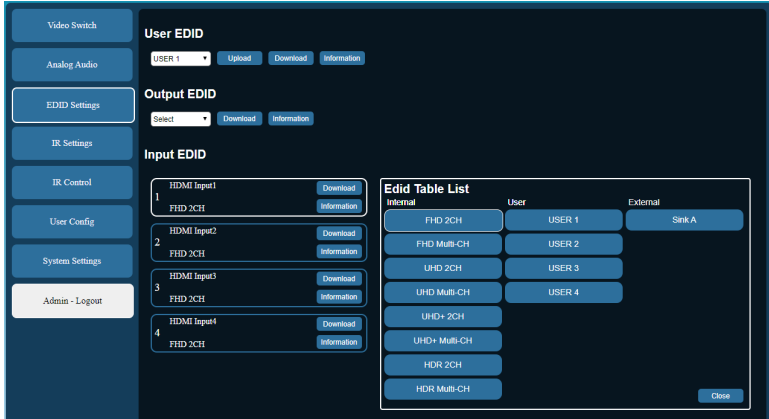 Video Switch
Analog Audio
EDID Settings
IR Settings
IR Control
User Config
System Settings
Admin - Logout
User EDID
USER 1 Upload Download Information
Output EDID
Select Download Information
Input EDID
1 HDMI Input1 Download
FHD 2CH Information
2 HDMI Input2 Download
FHD 2CH Information
3 HDMI Input3 Download
FHD 2CH Information
4 HDMI Input4 Download
FHD 2CH Information
Edid Table List
Internal User External
FHD 2CH USER 1 Sink A
FHD Multi-CH USER 2
UHD 2CH USER 3
UHD Multi-CH USER 4
UHD+ 2CH
UHD+ Multi-CH
HDR 2CH
HDR Multi-CH
Close